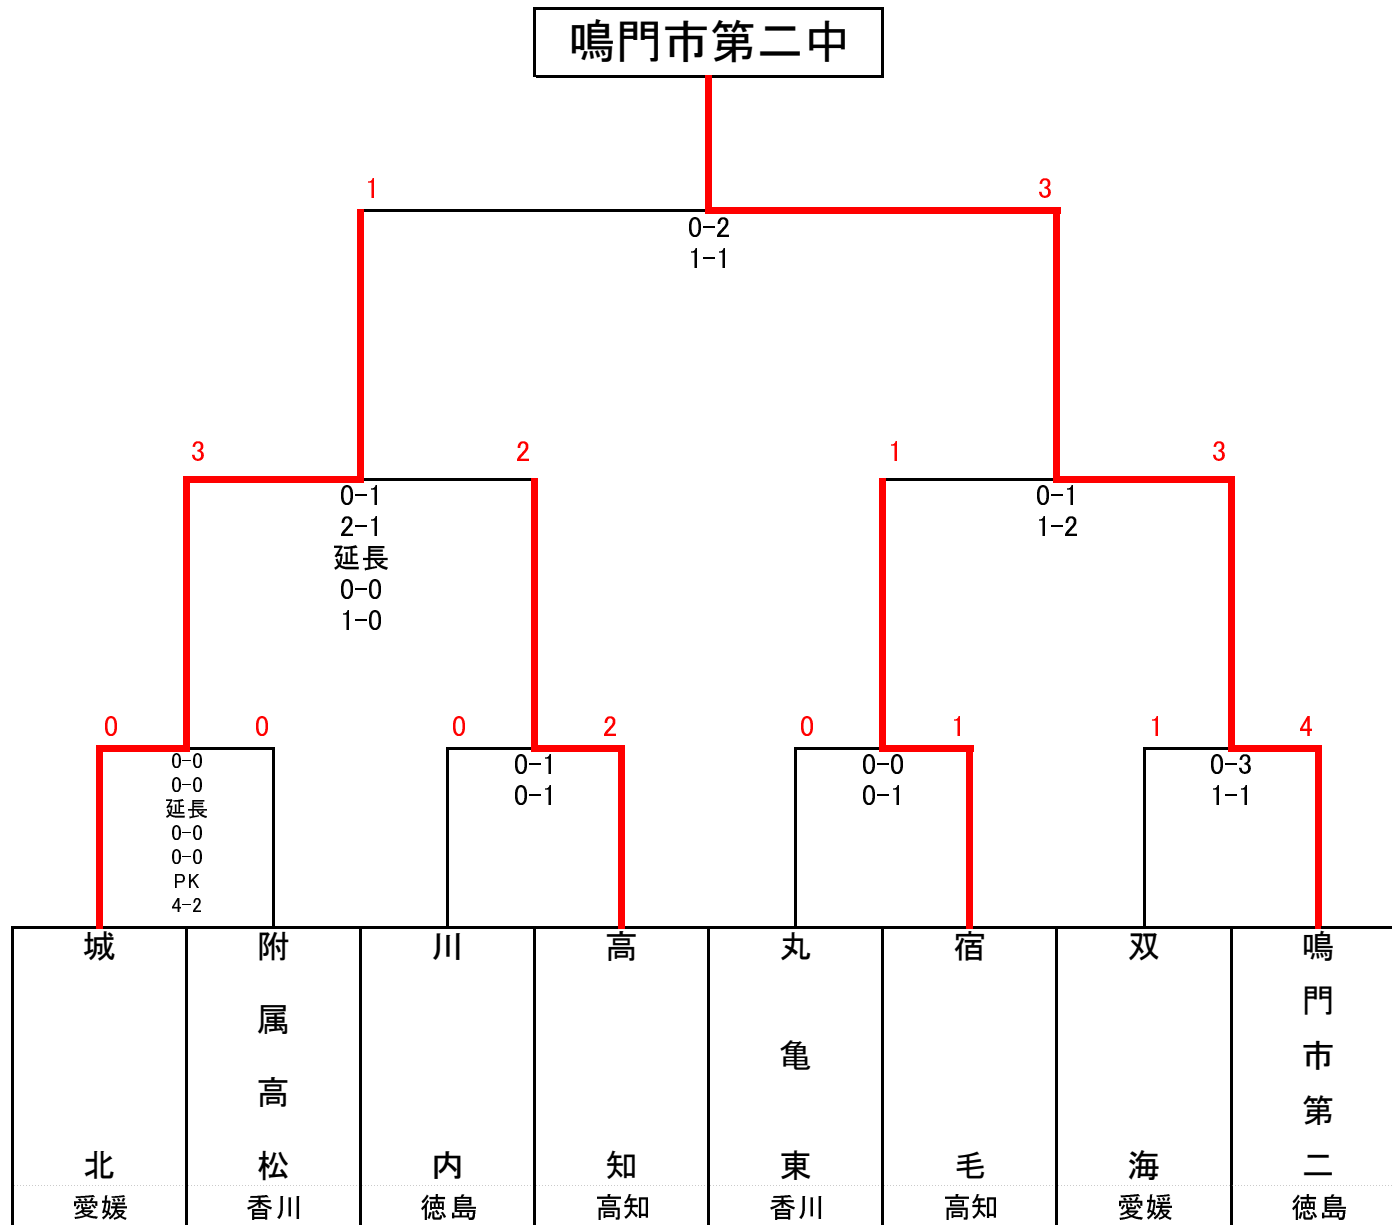 鳴門市第二中
1
3
0-2
1-1
3
2
1
3
0-1
2-1
延長
0-0
1-0
0-1
1-2
0
0
0
2
0
1
1
4
0-0
0-0
延長
0-0
0-0
PK
4-2
0-1
0-1
0-0
0-1
0-3
1-1
城北
附属高松
川内
高知
丸亀東
宿毛
双海
鳴門市第二
愛媛
香川
徳島
高知
香川
高知
愛媛
徳島